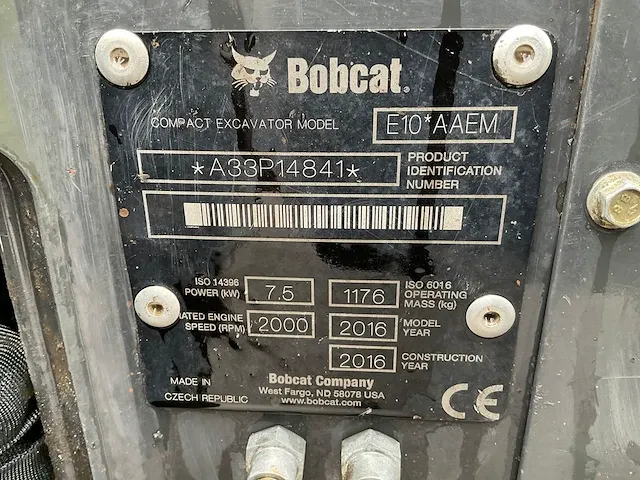 Bobcat.
COMPACT EXCAVATOR MODEL E10*AAEM
*A33P14841* PRODUCT IDENTIFICATION NUMBER
ISO 14396 POWER (kW) 7.5 1176 ISO 6016 OPERATING MASS (kg)
RATED ENGINE SPEED (RPM) 2000 2016 MODEL YEAR
2016 CONSTRUCTION YEAR
MADE IN CZECH REPUBLIC
Bobcat Company
West Fargo, ND 58078 USA
www.bobcat.com
CE